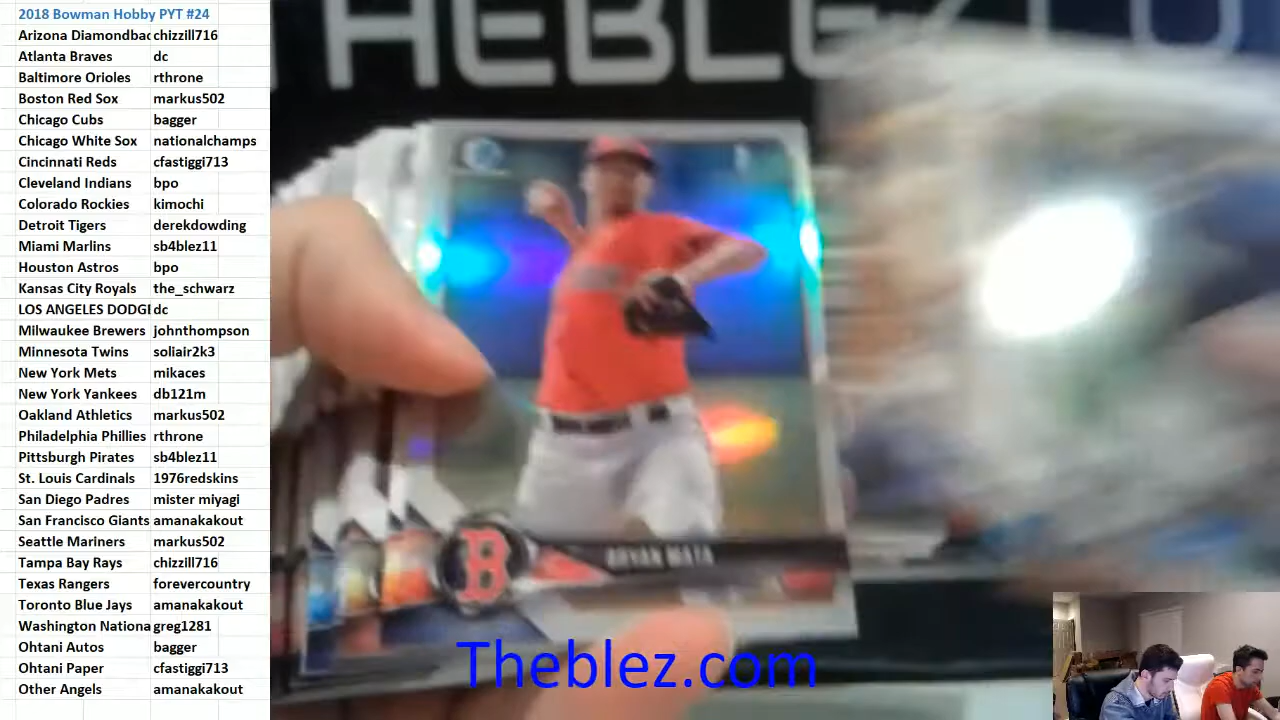 2018 Bowman Hobby PYT #24
Arizona Diamondbac chizzill716
Atlanta Braves dc
Baltimore Orioles rthrone
Boston Red Sox markus502
Chicago Cubs bagger
Chicago White Sox nationalchamps
Cincinnati Reds cfastiggi713
Cleveland Indians bpo
Colorado Rockies kimochi
Detroit Tigers derekdowding
Miami Marlins sb4blez11
Houston Astros bpo
Kansas City Royals the_schwarz
LOS ANGELES DODGE dc
Milwaukee Brewers johnthompson
Minnesota Twins soliair2k3
New York Mets mikaces
New York Yankees db121m
Oakland Athletics markus502
Philadelphia Phillies rthrone
Pittsburgh Pirates sb4blez11
St. Louis Cardinals 1976redskins
San Diego Padres mister miyagi
San Francisco Giants amanakakout
Seattle Mariners markus502
Tampa Bay Rays chizzill716
Texas Rangers forevercountry
Toronto Blue Jays amanakakout
Washington Nationa greg1281
Ohtani Autos bagger
Ohtani Paper cfastiggi713
Other Angels amanakakout
THEBLEZ
B
BRYAN MATA
Theblez.com